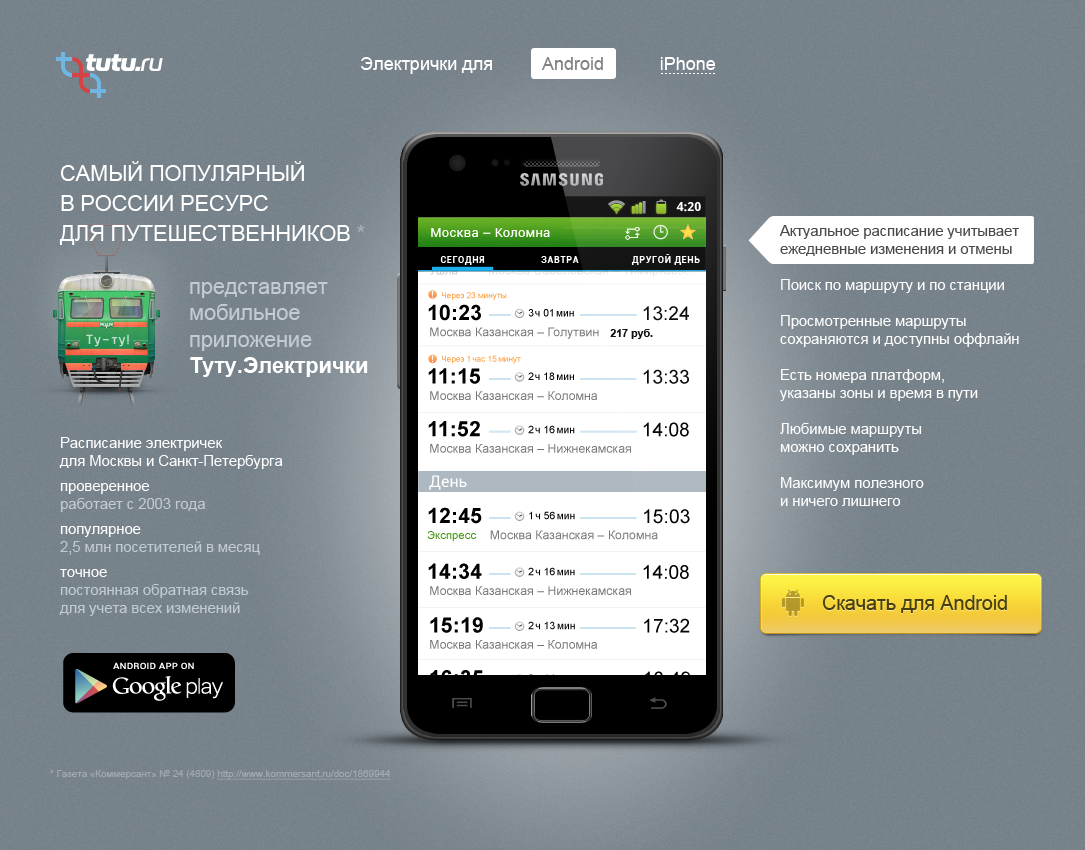 tutu.ru
Электрички для
Android
iPhone
САМЫЙ ПОПУЛЯРНЫЙ
В РОССИИ РЕСУРС
ДЛЯ ПУТЕШЕСТВЕННИКОВ *
Ту-ту!
представляет
мобильное
приложение
Туту.Электрички
Расписание электричек
для Москвы и Санкт-Петербурга
проверенное
работает с 2003 года
популярное
2,5 млн посетителей в месяц
точное
постоянная обратная связь
для учета всех изменений
ANDROID APP ON
Google play
* Газета «Коммерсант» № 24 (4809) http://www.kommersant.ru/doc/1869944
SAMSUNG
4:20
Москва – Коломна
СЕГОДНЯ ЗАВТРА ДРУГОЙ ДЕНЬ
Через 23 минуты
10:23 3 ч 01 мин 13:24
Москва Казанская – Голутвин 217 руб.
Через 1 час 15 минут
11:15 2 ч 18 мин 13:33
Москва Казанская – Коломна
11:52 2 ч 16 мин 14:08
Москва Казанская – Нижнекамская
День
12:45 1 ч 56 мин 15:03
Экспресс Москва Казанская – Коломна
14:34 2 ч 16 мин 14:08
Москва Казанская – Нижнекамская
15:19 2 ч 13 мин 17:32
Москва Казанская – Коломна
Актуальное расписание учитывает
ежедневные изменения и отмены
Поиск по маршруту и по станции
Просмотренные маршруты
сохраняются и доступны оффлайн
Есть номера платформ,
указаны зоны и время в пути
Любимые маршруты
можно сохранить
Максимум полезного
и ничего лишнего
Скачать для Android